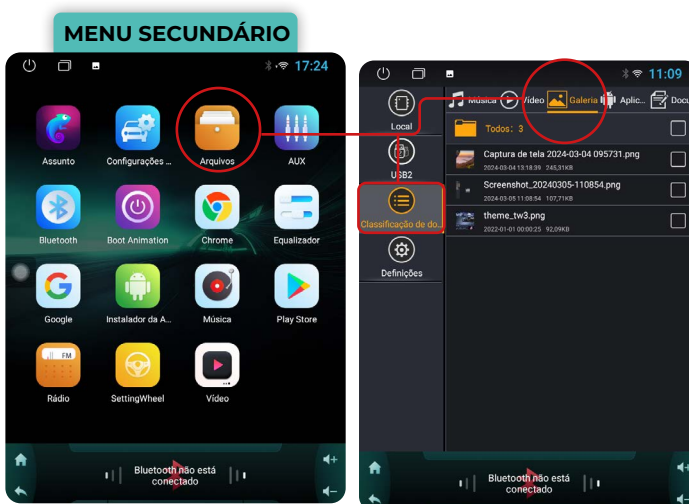 MENU SECUNDÁRIO
17:24
Assunto
Configurações ...
Arquivos
AUX
Bluetooth
Boot Animation
Chrome
Equalizador
Google
Instalador da A...
Música
Play Store
FM
Rádio
SettingWheel
Vídeo
Bluetooth não está
conectado
11:09
Local
USB2
Classificação de do...
Definições
Música
Vídeo
Galeria
Aplic...
Docu
Todos: 3
Captura de tela 2024-03-04 095731.png
2024-03-04 13:18:39 245,31KB
Screenshot_20240305-110854.png
2024-03-05 11:08:54 107,71KB
theme_tw3.png
2022-01-01 00:00:25 92,09KB
Bluetooth não está
conectado